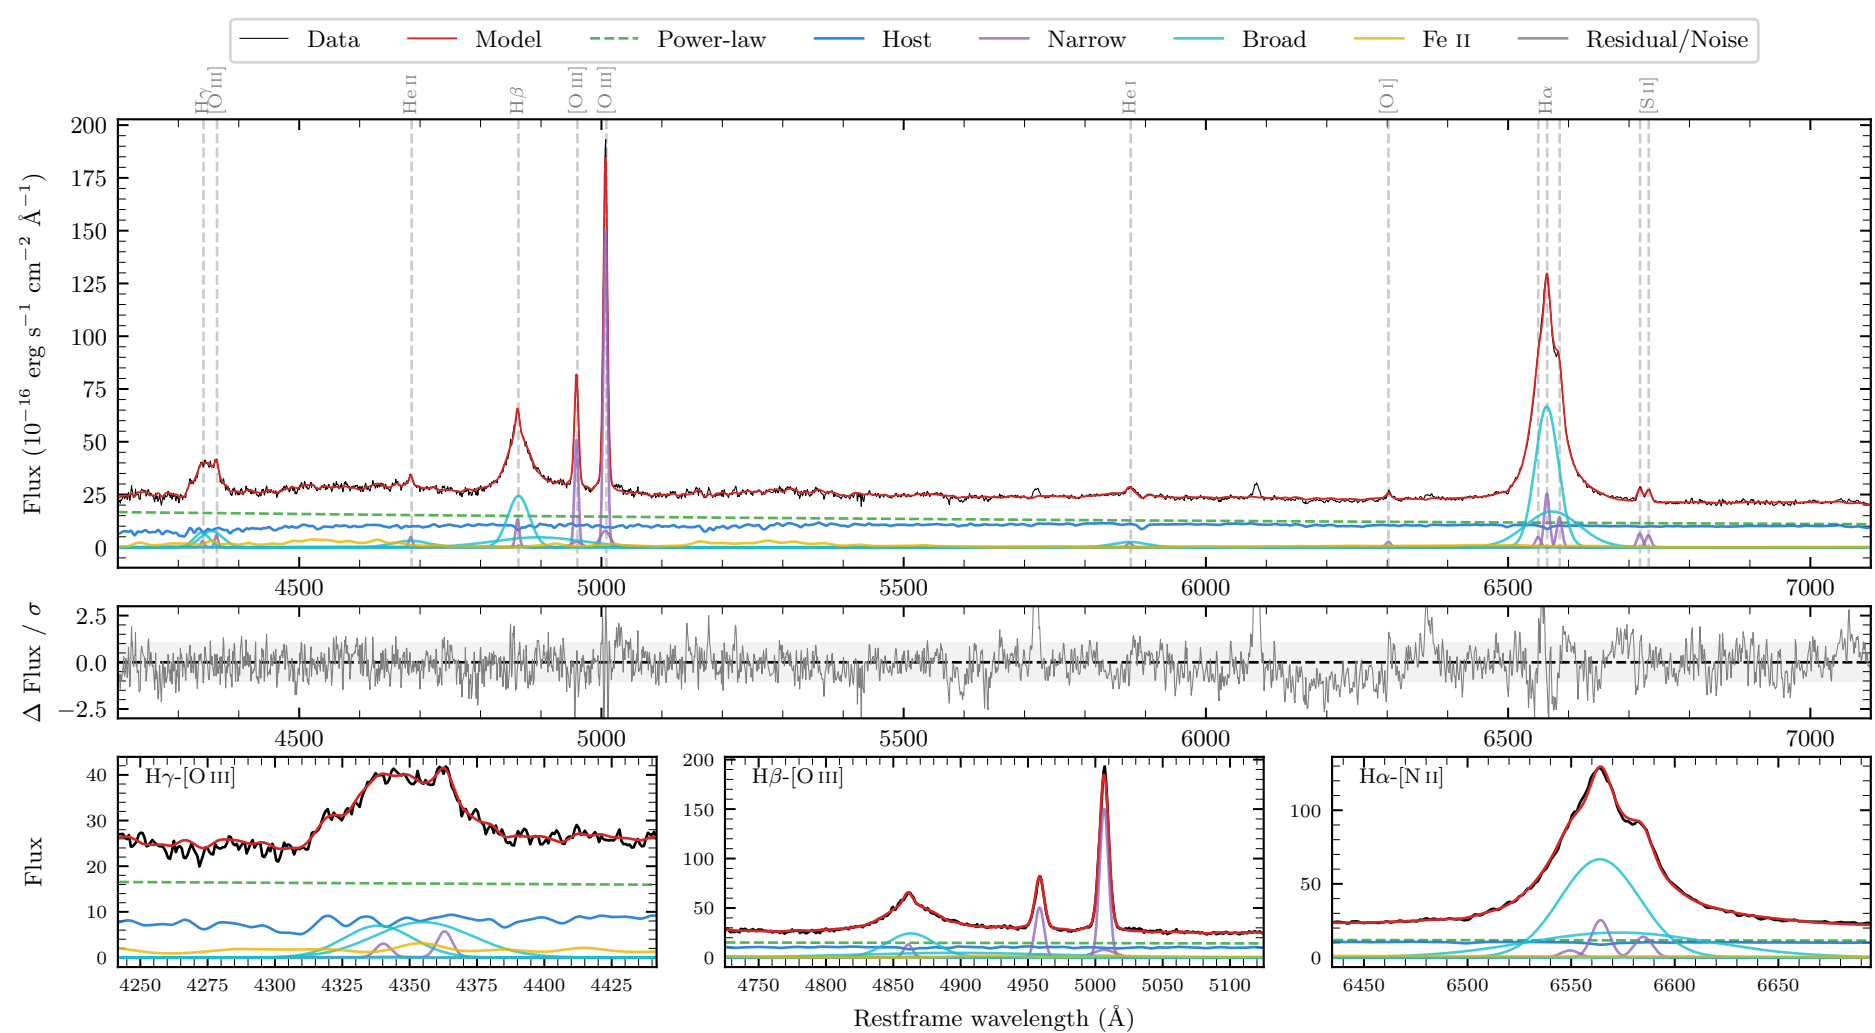 Data Model Power-law Host Narrow Broad Fe II Residual/Noise
Hγ [O III] He II Hβ [O III] [O III] He I [O I] Hα [S II]
200
175
150
125
100
75
50
25
0
Flux (10⁻¹⁶ erg s⁻¹ cm⁻² Å⁻¹)
4500 5000 5500 6000 6500 7000
2.5
0.0
−2.5
Δ Flux / σ
4500 5000 5500 6000 6500 7000
Hγ-[O III]
40
30
20
10
0
Flux
4250 4275 4300 4325 4350 4375 4400 4425
Hβ-[O III]
200
150
100
50
0
4750 4800 4850 4900 4950 5000 5050 5100
Hα-[N II]
100
50
0
6450 6500 6550 6600 6650
Restframe wavelength (Å)